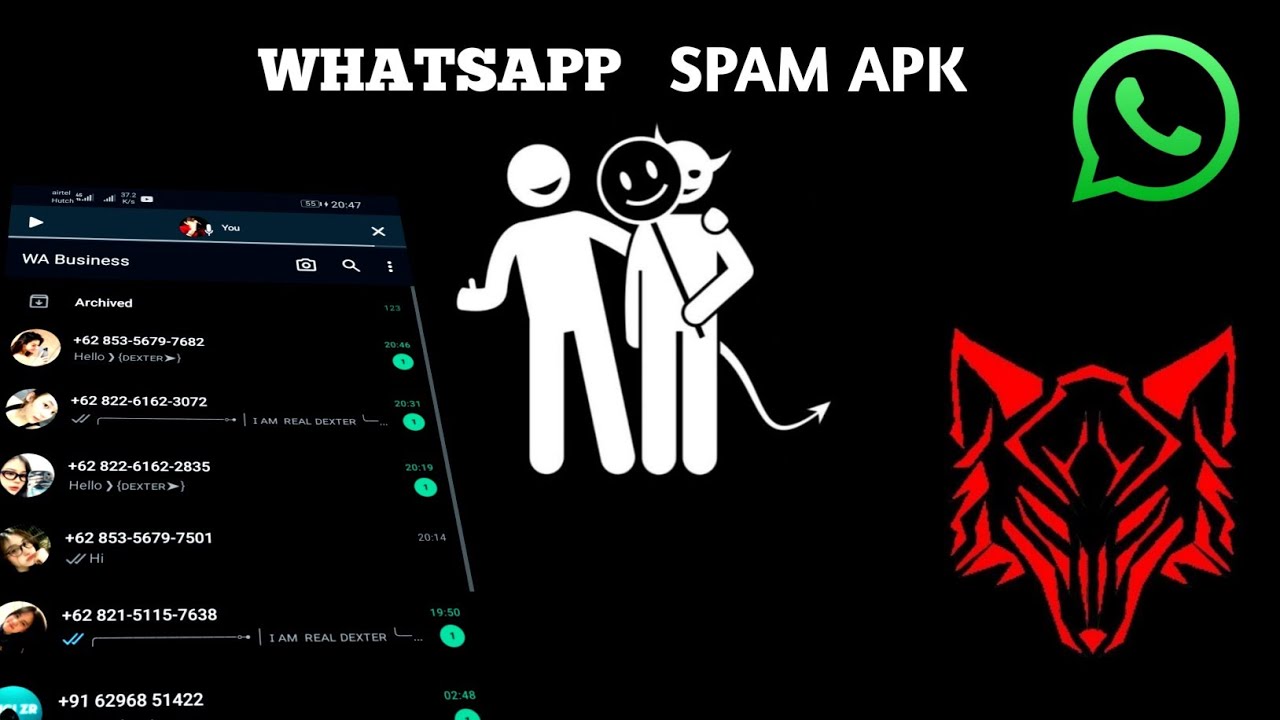 WHATSAPP SPAM APK
airtel
Hutch
4G
37.2
K/s
55
20:47
You
WA Business
Archived
123
+62 853-5679-7682
20:46
Hello ❯ {DEXTER➤}
1
+62 822-6162-3072
20:31
I AM REAL DEXTER
1
+62 822-6162-2835
20:19
Hello ❯ {DEXTER➤}
1
+62 853-5679-7501
20:14
Hi
+62 821-5115-7638
19:50
I AM REAL DEXTER
1
+91 62968 51422
02:48
1